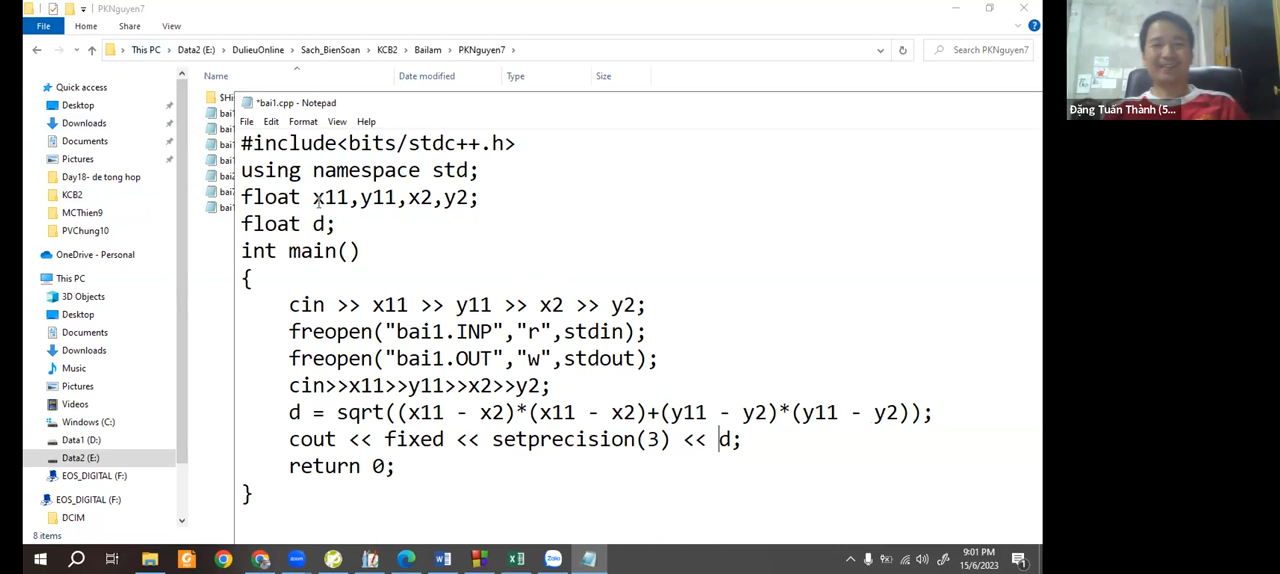 PKNguyen7
File Home Share View
This PC Data2 (E:) DulieuOnline Sach_BienSoan KCB2 Bailam PKNguyen7 Search PKNguyen7
Name Date modified Type Size
Quick access
Desktop
Downloads
Documents
Pictures
Day18- de tong hop
KCB2
MCThien9
PVChung10
OneDrive - Personal
This PC
3D Objects
Desktop
Documents
Downloads
Music
Pictures
Videos
Windows (C:)
Data1 (D:)
Data2 (E:)
EOS_DIGITAL (F:)
EOS_DIGITAL (F:)
DCIM
8 items
*bai1.cpp - Notepad
File Edit Format View Help
#include<bits/stdc++.h>
using namespace std;
float x11,y11,x2,y2;
float d;
int main()
{
cin >> x11 >> y11 >> x2 >> y2;
freopen("bai1.INP","r",stdin);
freopen("bai1.OUT","w",stdout);
cin>>x11>>y11>>x2>>y2;
d = sqrt((x11 - x2)*(x11 - x2)+(y11 - y2)*(y11 - y2));
cout << fixed << setprecision(3) << d;
return 0;
}
Đặng Tuấn Thành (5...
9:01 PM
15/6/2023